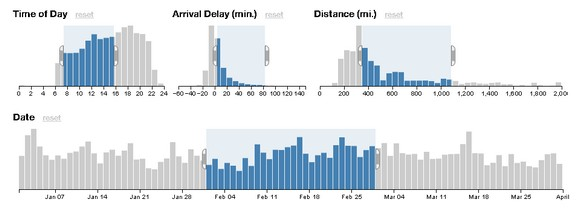 Time of Day reset
Arrival Delay (min.) reset
Distance (mi.) reset
0 2 4 6 8 10 12 14 16 18 20 22 24
−60 −40 −20 0 20 40 60 80 100 120 140
0 200 400 600 800 1,000 1,200 1,400 1,600 1,800 2,00
Date reset
Jan 07 Jan 14 Jan 21 Jan 28 Feb 04 Feb 11 Feb 18 Feb 25 Mar 04 Mar 11 Mar 18 Mar 25 April